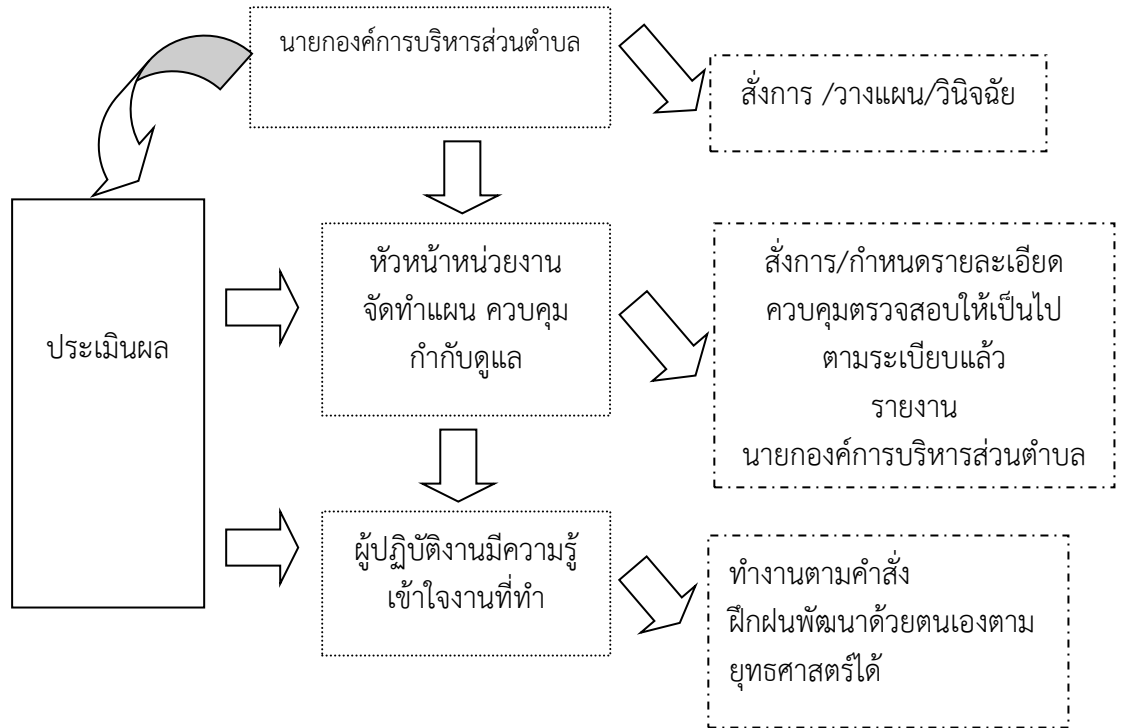 นายกองค์การบริหารส่วนตำบล
สั่งการ /วางแผน/วินิจฉัย
ประเมินผล
หัวหน้าหน่วยงาน
จัดทำแผน ควบคุม
กำกับดูแล
สั่งการ/กำหนดรายละเอียด
ควบคุมตรวจสอบให้เป็นไป
ตามระเบียบแล้ว
รายงาน
นายกองค์การบริหารส่วนตำบล
ผู้ปฏิบัติงานมีความรู้
เข้าใจงานที่ทำ
ทำงานตามคำสั่ง
ฝึกฝนพัฒนาด้วยตนเองตาม
ยุทธศาสตร์ได้